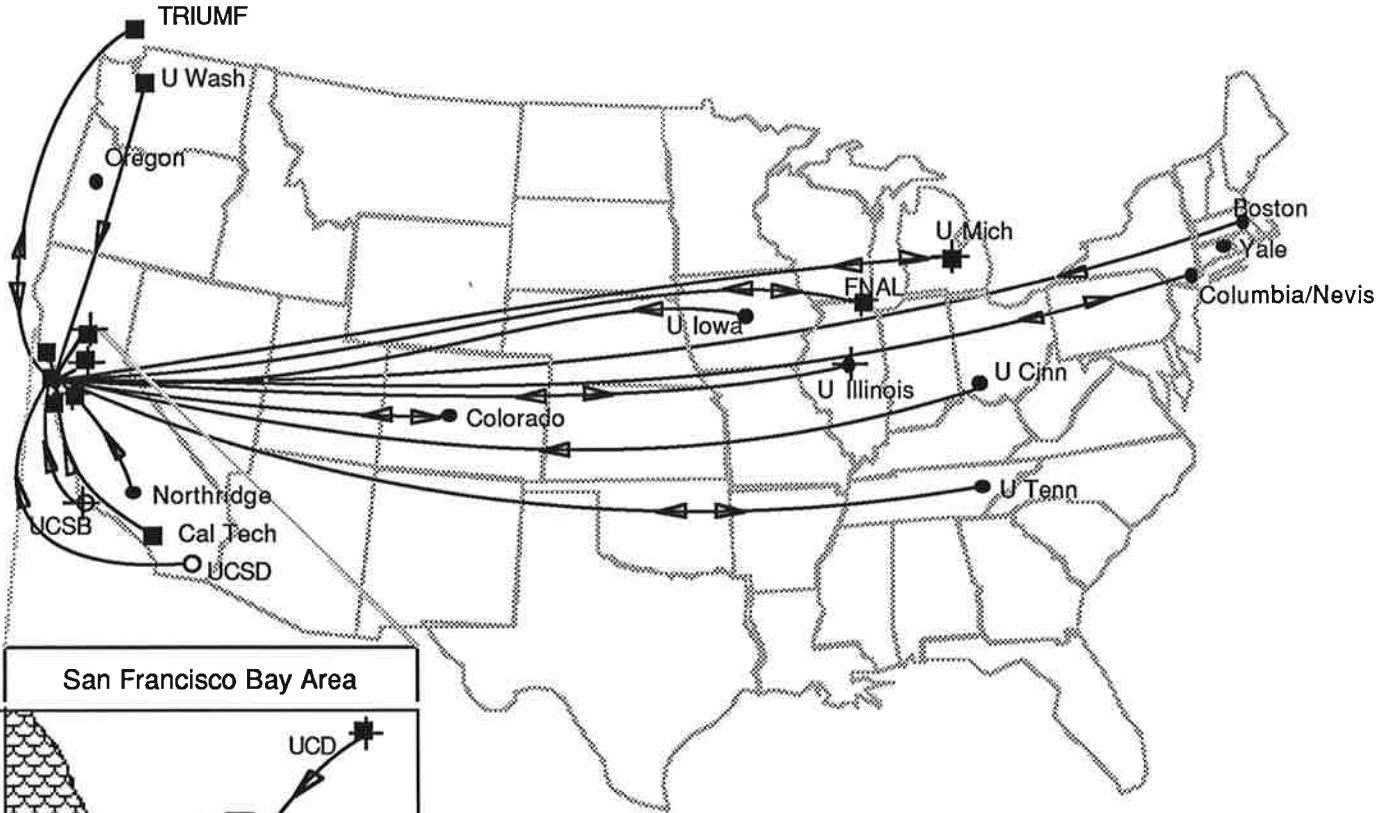 TRIUMF
U Wash
Oregon
Boston
U Mich
Yale
FNAL
Columbia/Nevis
U Iowa
U Cinn
U Illinois
Colorado
Northridge
U Tenn
UCSB
Cal Tech
UCSD
San Francisco Bay Area
UCD